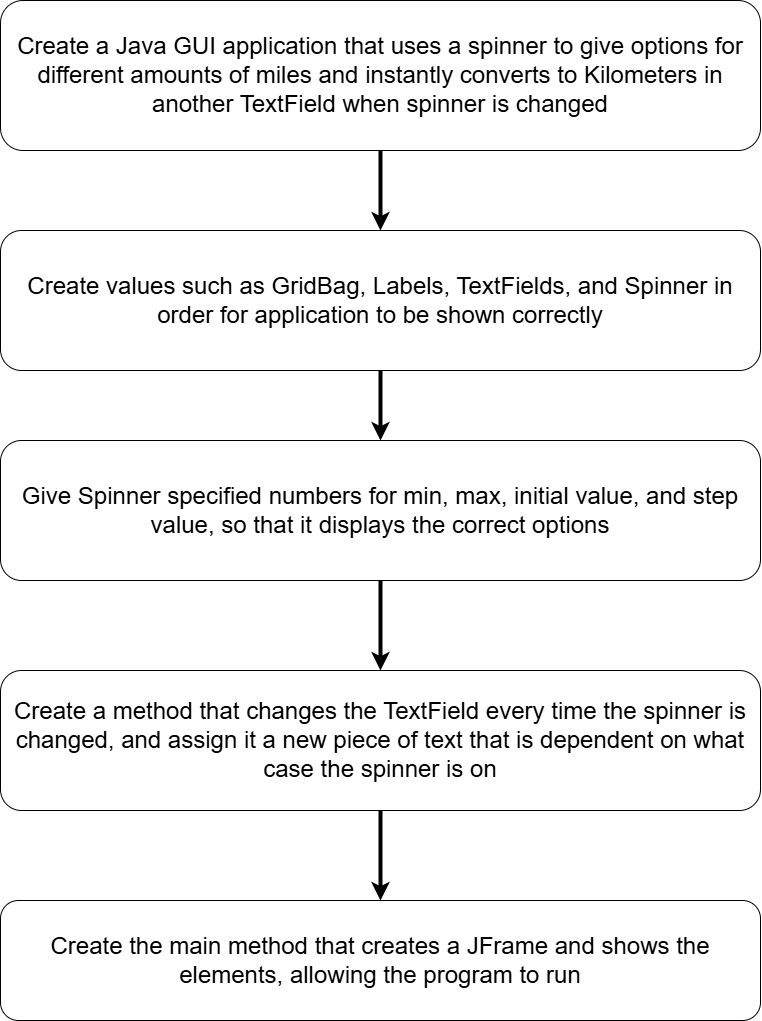 Create a Java GUI application that uses a spinner to give options for
different amounts of miles and instantly converts to Kilometers in
another TextField when spinner is changed
Create values such as GridBag, Labels, TextFields, and Spinner in
order for application to be shown correctly
Give Spinner specified numbers for min, max, initial value, and step
value, so that it displays the correct options
Create a method that changes the TextField every time the spinner is
changed, and assign it a new piece of text that is dependent on what
case the spinner is on
Create the main method that creates a JFrame and shows the
elements, allowing the program to run